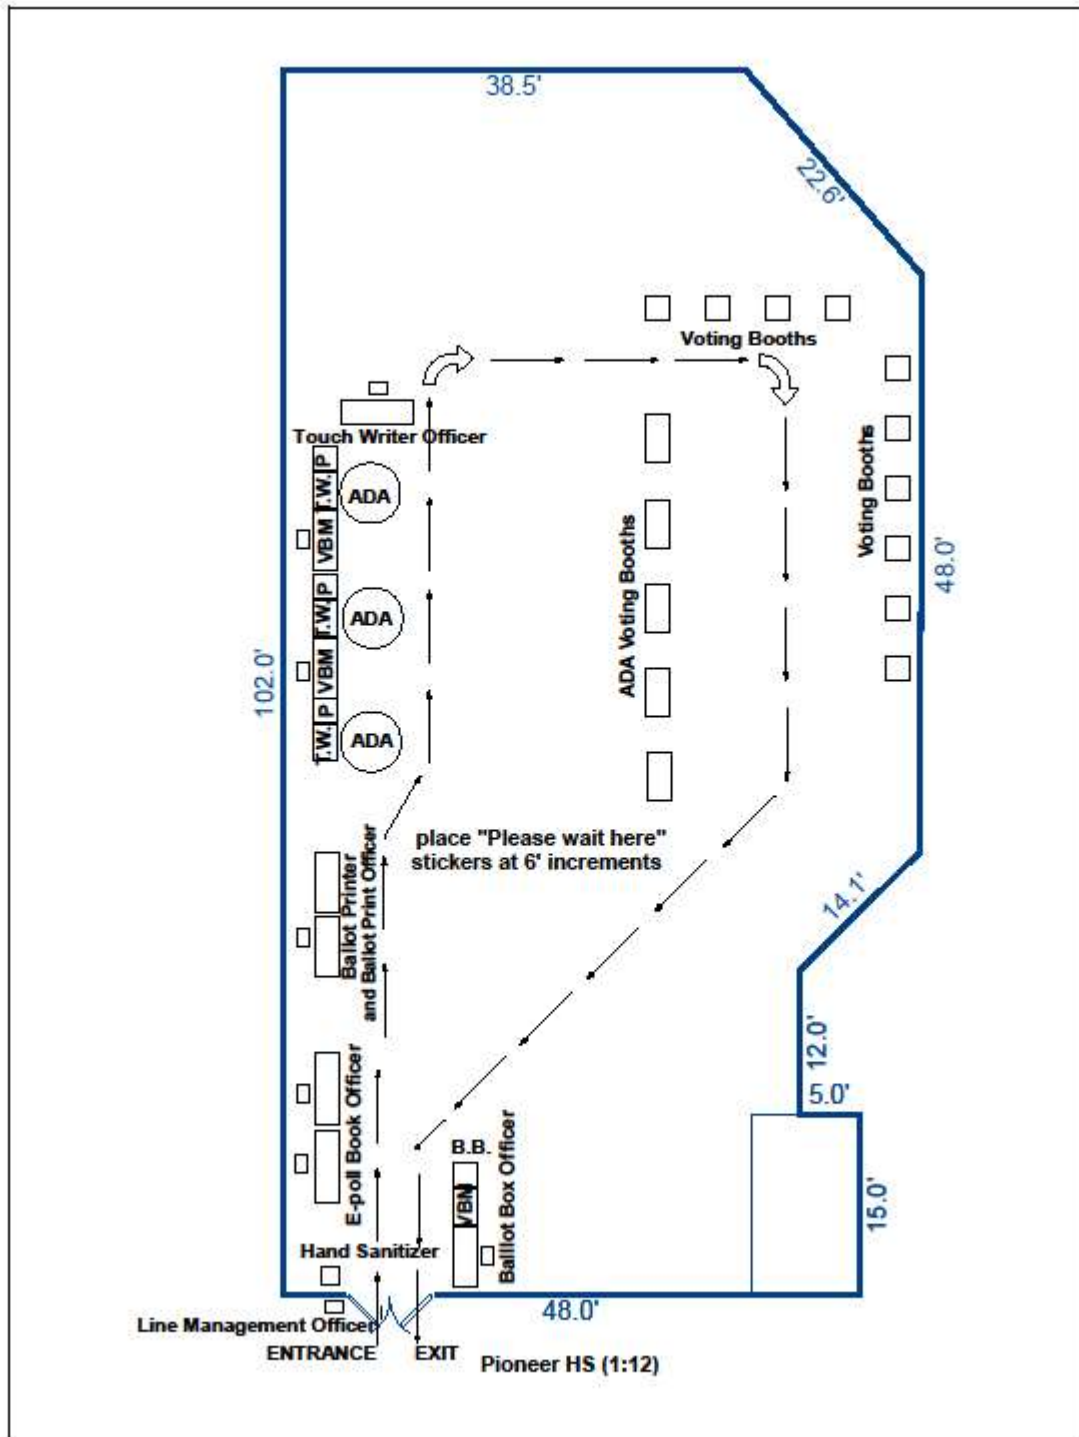 38.5'
22.6'
Voting Booths
Touch Writer Officer
T.W. P
VBM
ADA
T.W. P
VBM
ADA
T.W. P
ADA
ADA Voting Booths
Voting Booths
48.0'
102.0'
place "Please wait here"
stickers at 6' increments
Ballot Printer
and Ballot Print Officer
14.1'
12.0'
5.0'
E-poll Book Officer
B.B.
VBM
Balllot Box Officer
15.0'
Hand Sanitizer
48.0'
Line Management Officer
ENTRANCE
EXIT
Pioneer HS (1:12)